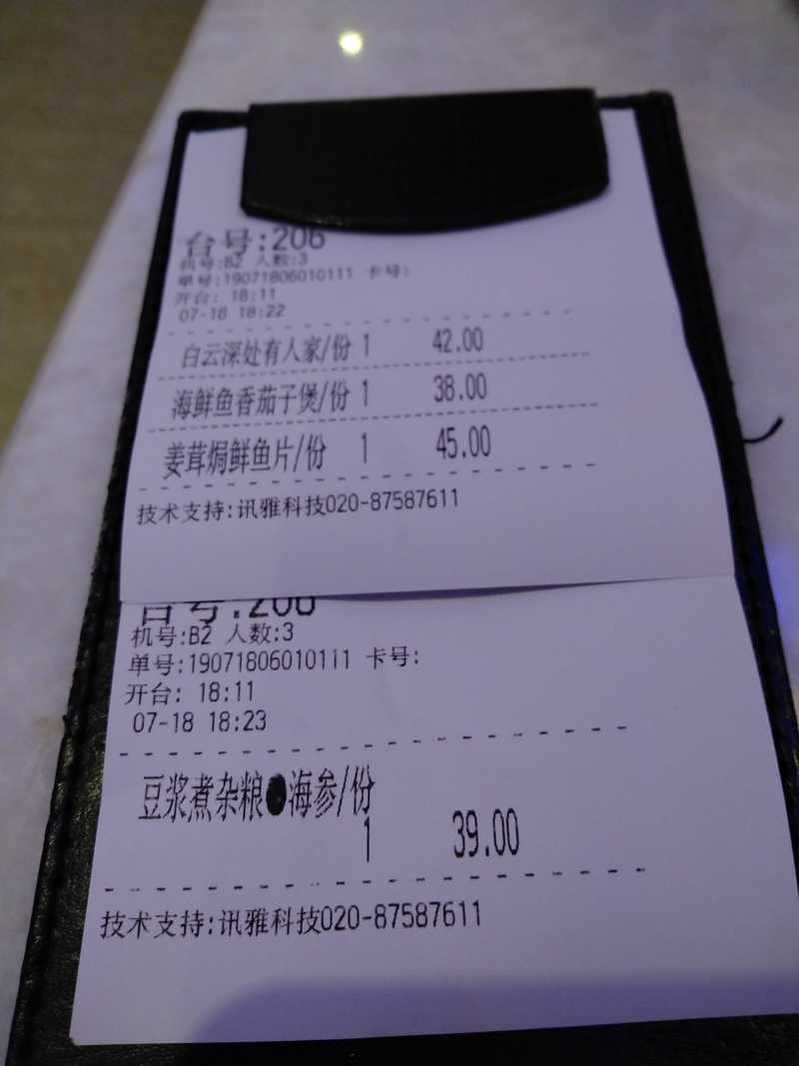 台号:206
机号:B2 人数:3
单号:19071806010111 卡号:
开台: 18:11
07-18 18:22
白云深处有人家/份 1 42.00
海鲜鱼香茄子煲/份 1 38.00
姜茸焗鲜鱼片/份 1 45.00
技术支持:讯雅科技020-87587611
台号:206
机号:B2 人数:3
单号:19071806010111 卡号:
开台: 18:11
07-18 18:23
豆浆煮杂粮海参/份
1 39.00
技术支持:讯雅科技020-87587611